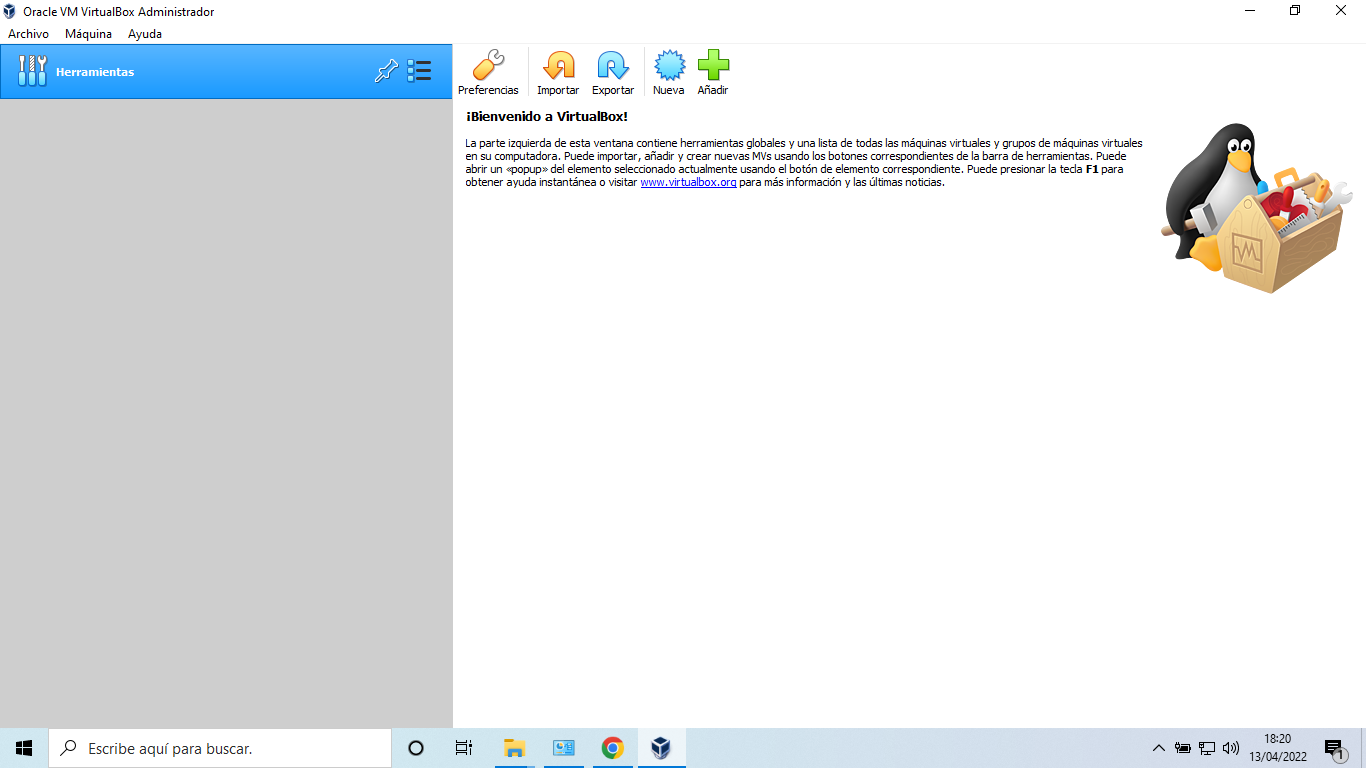 Oracle VM VirtualBox Administrador
Archivo Máquina Ayuda
Herramientas
Preferencias Importar Exportar Nueva Añadir
¡Bienvenido a VirtualBox!
La parte izquierda de esta ventana contiene herramientas globales y una lista de todas las máquinas virtuales y grupos de máquinas virtuales
en su computadora. Puede importar, añadir y crear nuevas MVs usando los botones correspondientes de la barra de herramientas. Puede
abrir un «popup» del elemento seleccionado actualmente usando el botón de elemento correspondiente. Puede presionar la tecla F1 para
obtener ayuda instantánea o visitar www.virtualbox.org para más información y las últimas noticias.
Escribe aquí para buscar.
18:20
13/04/2022
1